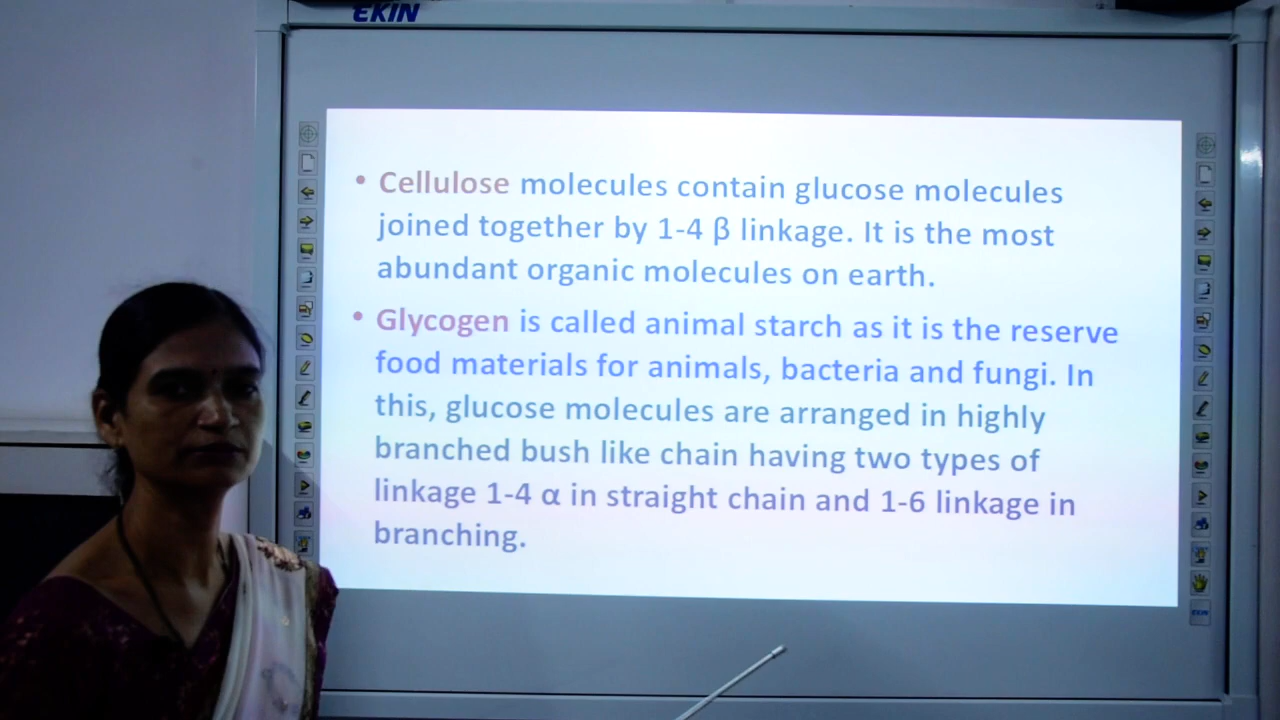 EKIN
• Cellulose molecules contain glucose molecules
joined together by 1-4 β linkage. It is the most
abundant organic molecules on earth.
• Glycogen is called animal starch as it is the reserve
food materials for animals, bacteria and fungi. In
this, glucose molecules are arranged in highly
branched bush like chain having two types of
linkage 1-4 α in straight chain and 1-6 linkage in
branching.
EKIN